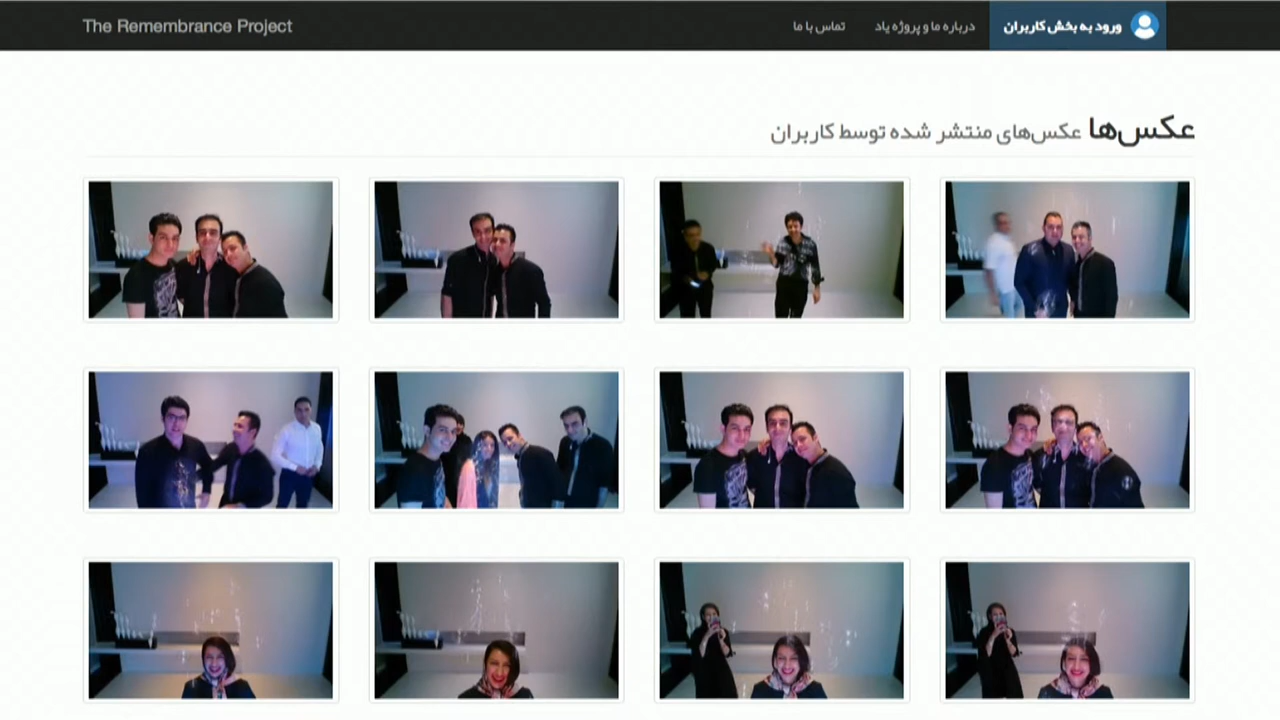 The Remembrance Project
ورود به بخش کاربران
درباره ما و پروژه یاد
تماس با ما
عکس‌ها عکس‌های منتشر شده توسط کاربران